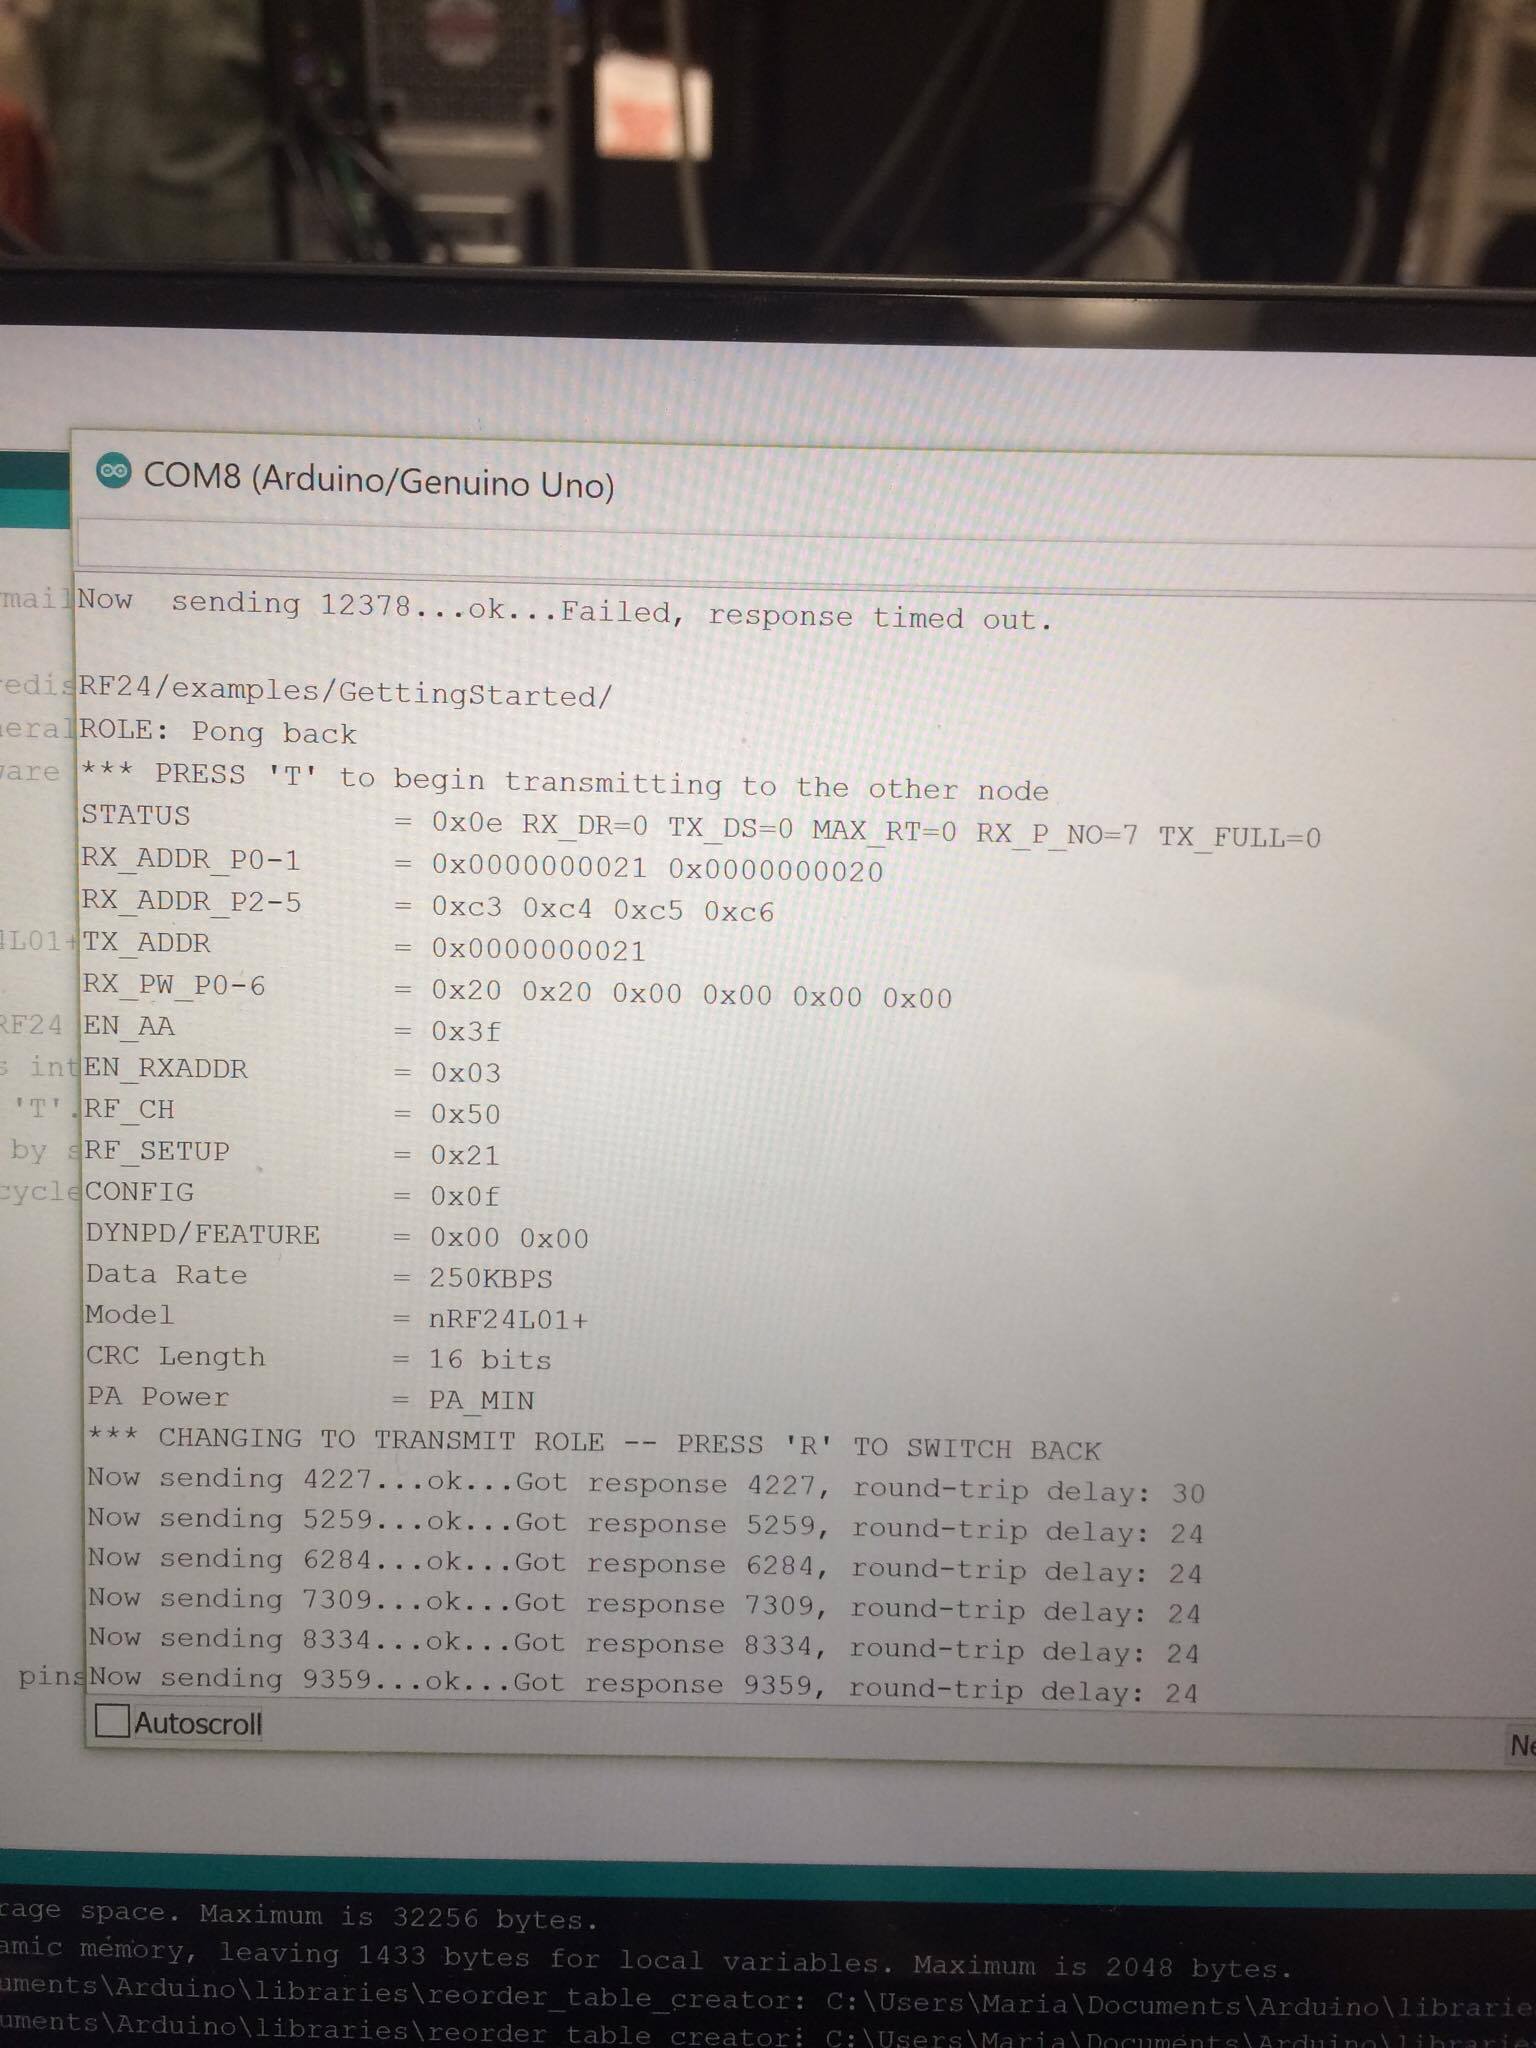 COM8 (Arduino/Genuino Uno)
Now  sending 12378...ok...Failed, response timed out.
RF24/examples/GettingStarted/
ROLE: Pong back
*** PRESS 'T' to begin transmitting to the other node
STATUS = 0x0e RX_DR=0 TX_DS=0 MAX_RT=0 RX_P_NO=7 TX_FULL=0
RX_ADDR_P0-1 = 0x0000000021 0x0000000020
RX_ADDR_P2-5 = 0xc3 0xc4 0xc5 0xc6
TX_ADDR = 0x0000000021
RX_PW_P0-6 = 0x20 0x20 0x00 0x00 0x00 0x00
EN_AA = 0x3f
EN_RXADDR = 0x03
RF24
'T'.
by
RF_CH = 0x50
RF_SETUP = 0x21
CONFIG = 0x0f
DYNPD/FEATURE = 0x00 0x00
Data Rate = 250KBPS
Model = nRF24L01+
CRC Length = 16 bits
PA Power = PA_MIN
*** CHANGING TO TRANSMIT ROLE -- PRESS 'R' TO SWITCH BACK
Now sending 4227...ok...Got response 4227, round-trip delay: 30
Now sending 5259...ok...Got response 5259, round-trip delay: 24
Now sending 6284...ok...Got response 6284, round-trip delay: 24
Now sending 7309...ok...Got response 7309, round-trip delay: 24
Now sending 8334...ok...Got response 8334, round-trip delay: 24
pins
Now sending 9359...ok...Got response 9359, round-trip delay: 24
Autoscroll
rage space. Maximum is 32256 bytes.
amic memory, leaving 1433 bytes for local variables. Maximum is 2048 bytes.
uments\Arduino\libraries\reorder_table_creator: C:\Users\Maria\Documents\Arduino\librarie
uments\Arduino\libraries\reorder_table_creator: C:\Users\Maria\Documents\Arduino\librarie